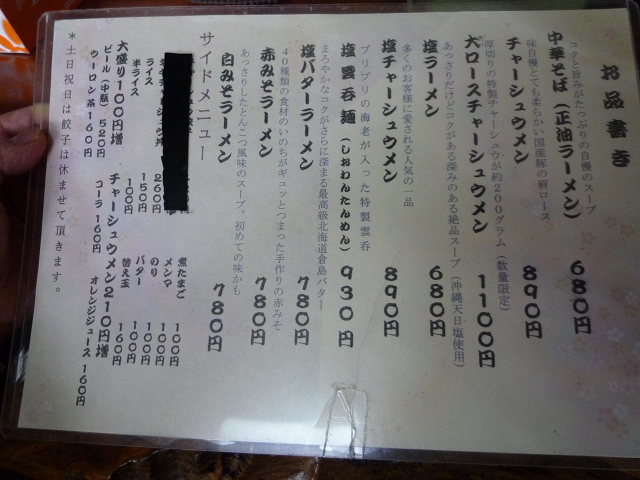 お品書き
中華そば(正油ラーメン) 680円
コクと旨みがたっぷりの自慢のスープ
チャーシュウメン 890円
味自慢とても柔らかい国産豚の肩ロース
大ロースチャーシュウメン 1100円
厚切りの特製チャーシュウが約200グラム(数量限定)
塩ラーメン 680円
あっさりだけどコクがある深みのある絶品スープ(沖縄天日塩使用)
塩チャーシュウメン 890円
多くのお客様に愛される人気の一品
塩雲呑麺(しおわんたんめん) 930円
プリプリの海老が入った特製雲呑
塩バターラーメン 780円
まろやかなコクがさらに深まる最高級北海道倉島バター
赤みそラーメン 780円
40種類の食材のいのちがギュッとつまった手作りの赤みそ
白みそラーメン 780円
あっさりしたとんこつ風味のスープ。初めての味かも
サイドメニュー
260円
ライス 150円
半ライス 100円
煮たまご 100円
メンマ 100円
のり 100円
バター 100円
替え玉 160円
大盛り100円増 チャーシュウメン210円増
ビール(中瓶)520円 コーラ160円 オレンジジュース160円
ウーロン茶160円
*土日祝日は餃子は休ませて頂きます。